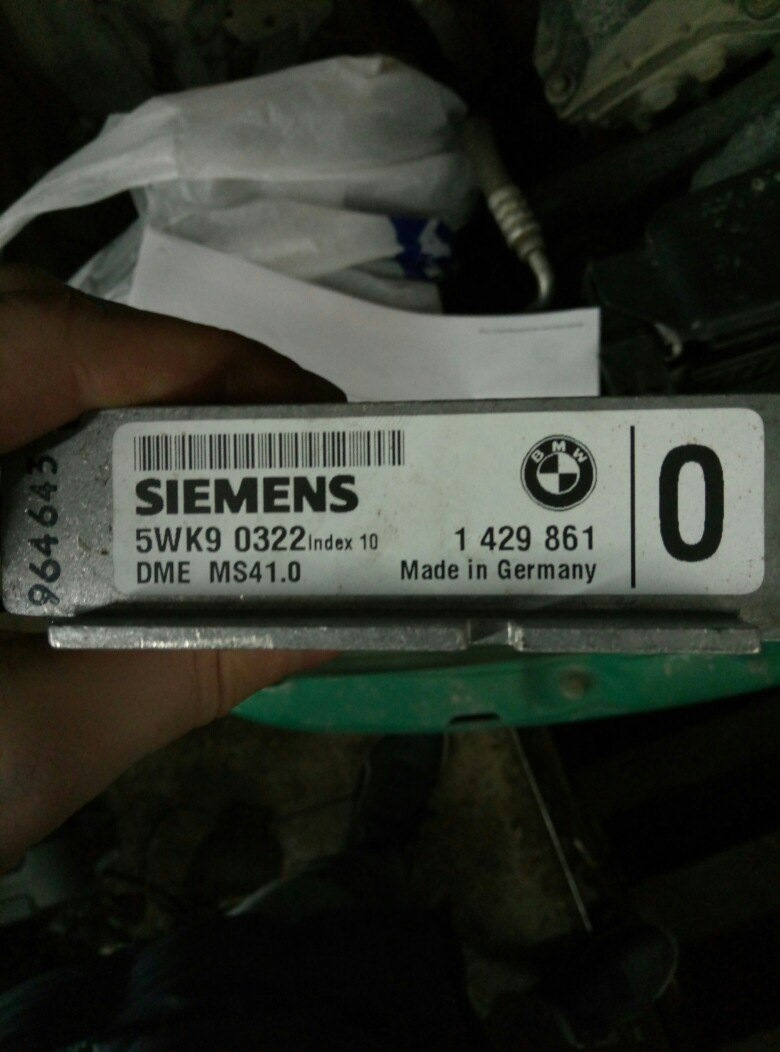 SIEMENS
5WK9 0322 Index 10
DME MS41.0
BMW
1 429 861
Made in Germany
0
964643